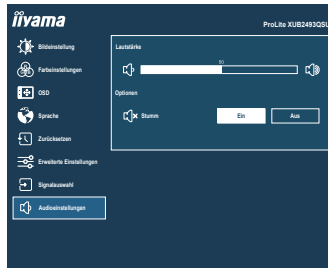 iiyama
ProLite XUB2493QSU
Bildeinstellung
Farbeinstellungen
OSD
Sprache
Zurücksetzen
Erweiterte Einstellungen
Signalauswahl
Audioeinstellungen
Lautstärke
50
Optionen
Stumm
Ein
Aus